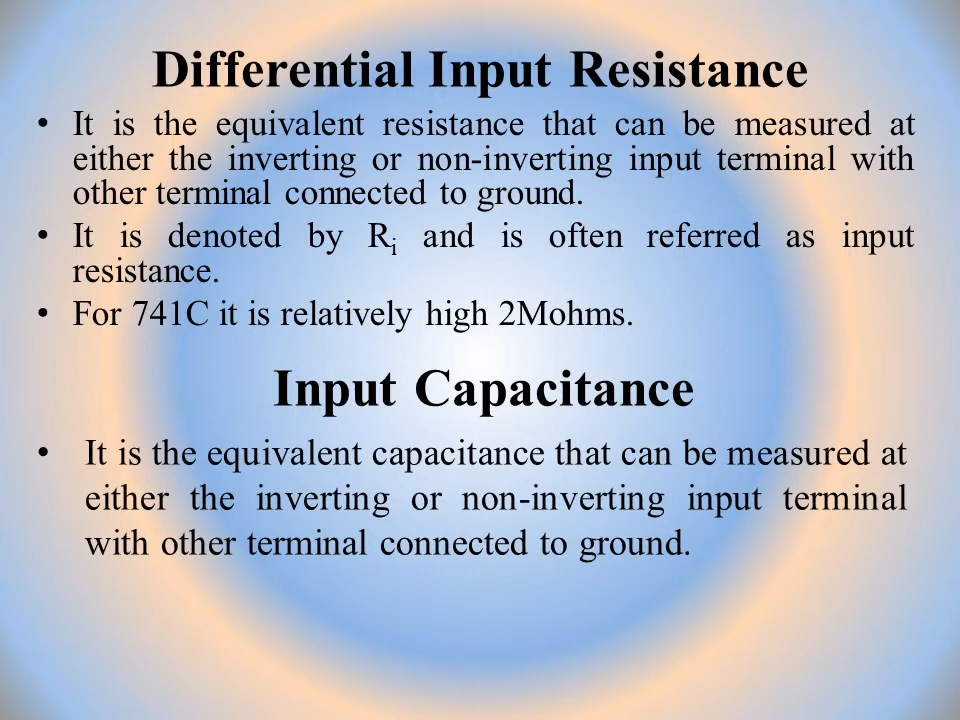 Differential Input Resistance
• It is the equivalent resistance that can be measured at
either the inverting or non-inverting input terminal with
other terminal connected to ground.
• It is denoted by Ri and is often referred as input
resistance.
• For 741C it is relatively high 2Mohms.
Input Capacitance
• It is the equivalent capacitance that can be measured at
either the inverting or non-inverting input terminal
with other terminal connected to ground.